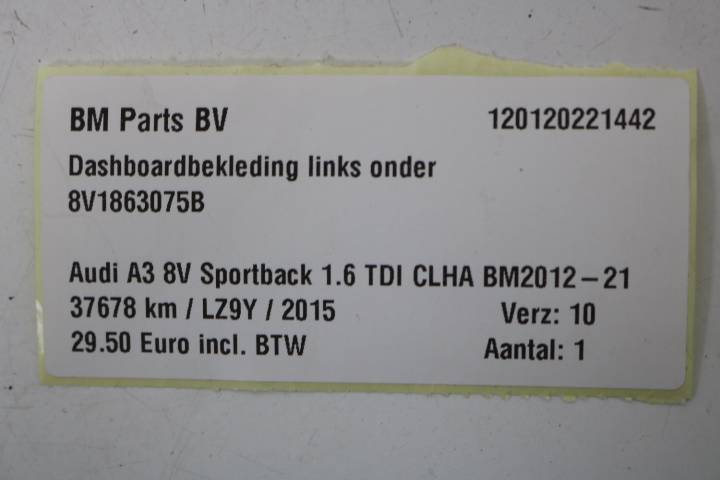 BM Parts BV 120120221442
Dashboardbekleding links onder
8V1863075B
Audi A3 8V Sportback 1.6 TDI CLHA BM2012-21
37678 km / LZ9Y / 2015 Verz: 10
29.50 Euro incl. BTW Aantal: 1